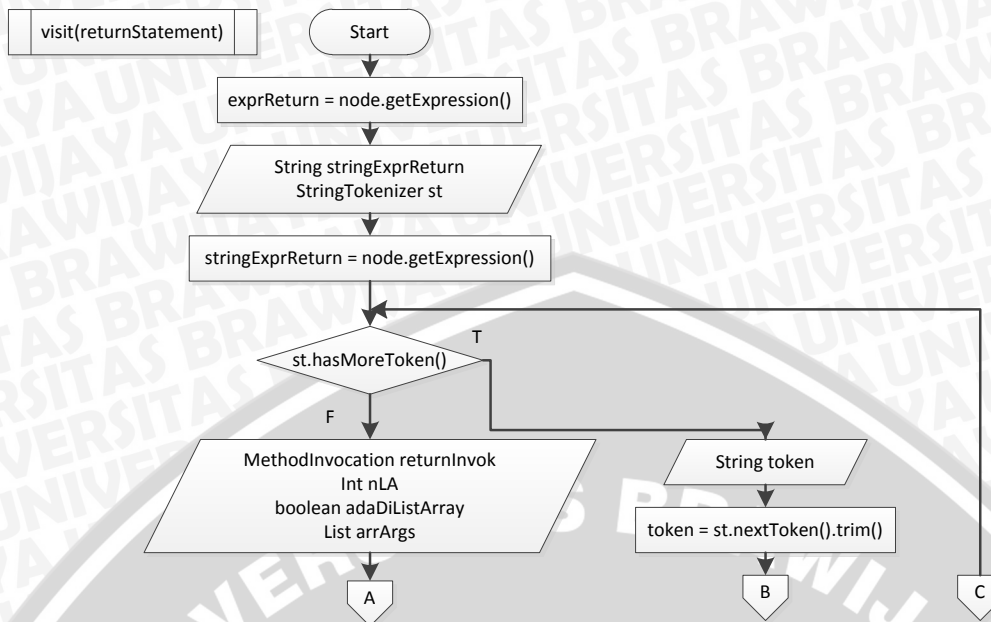 visit(returnStatement)
Start
exprReturn = node.getExpression()
String stringExprReturn
StringTokenizer st
stringExprReturn = node.getExpression()
st.hasMoreToken()
T
F
MethodInvocation returnInvok
Int nLA
boolean adaDiListArray
List arrArgs
String token
token = st.nextToken().trim()
A
B
C